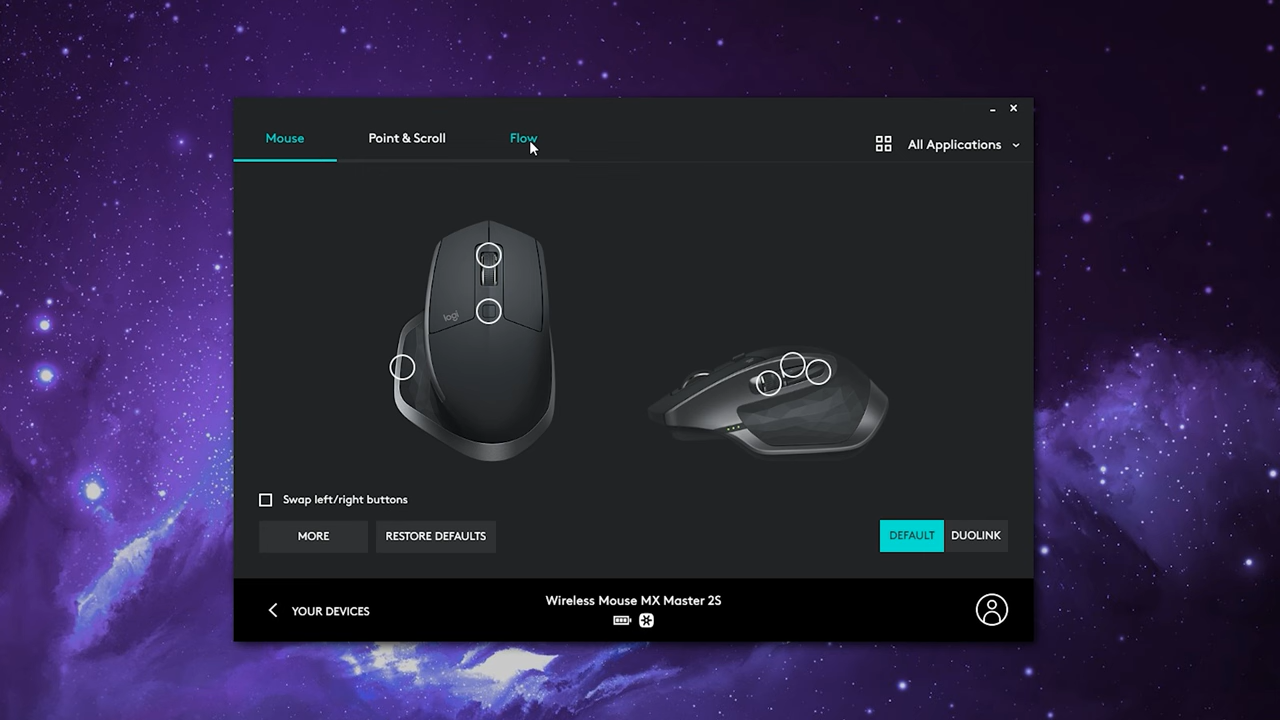 Mouse
Point & Scroll
Flow
All Applications
logi
Swap left/right buttons
MORE
RESTORE DEFAULTS
DEFAULT
DUOLINK
YOUR DEVICES
Wireless Mouse MX Master 2S